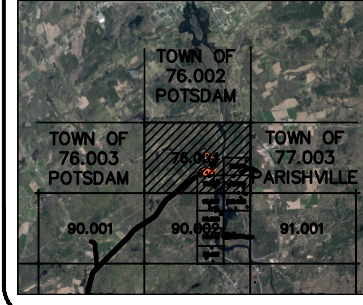 TOWN OF
76.002
POTSDAM
TOWN OF
76.003
POTSDAM
TOWN OF
77.003
PARISHVILLE
90.001
90.002
91.001